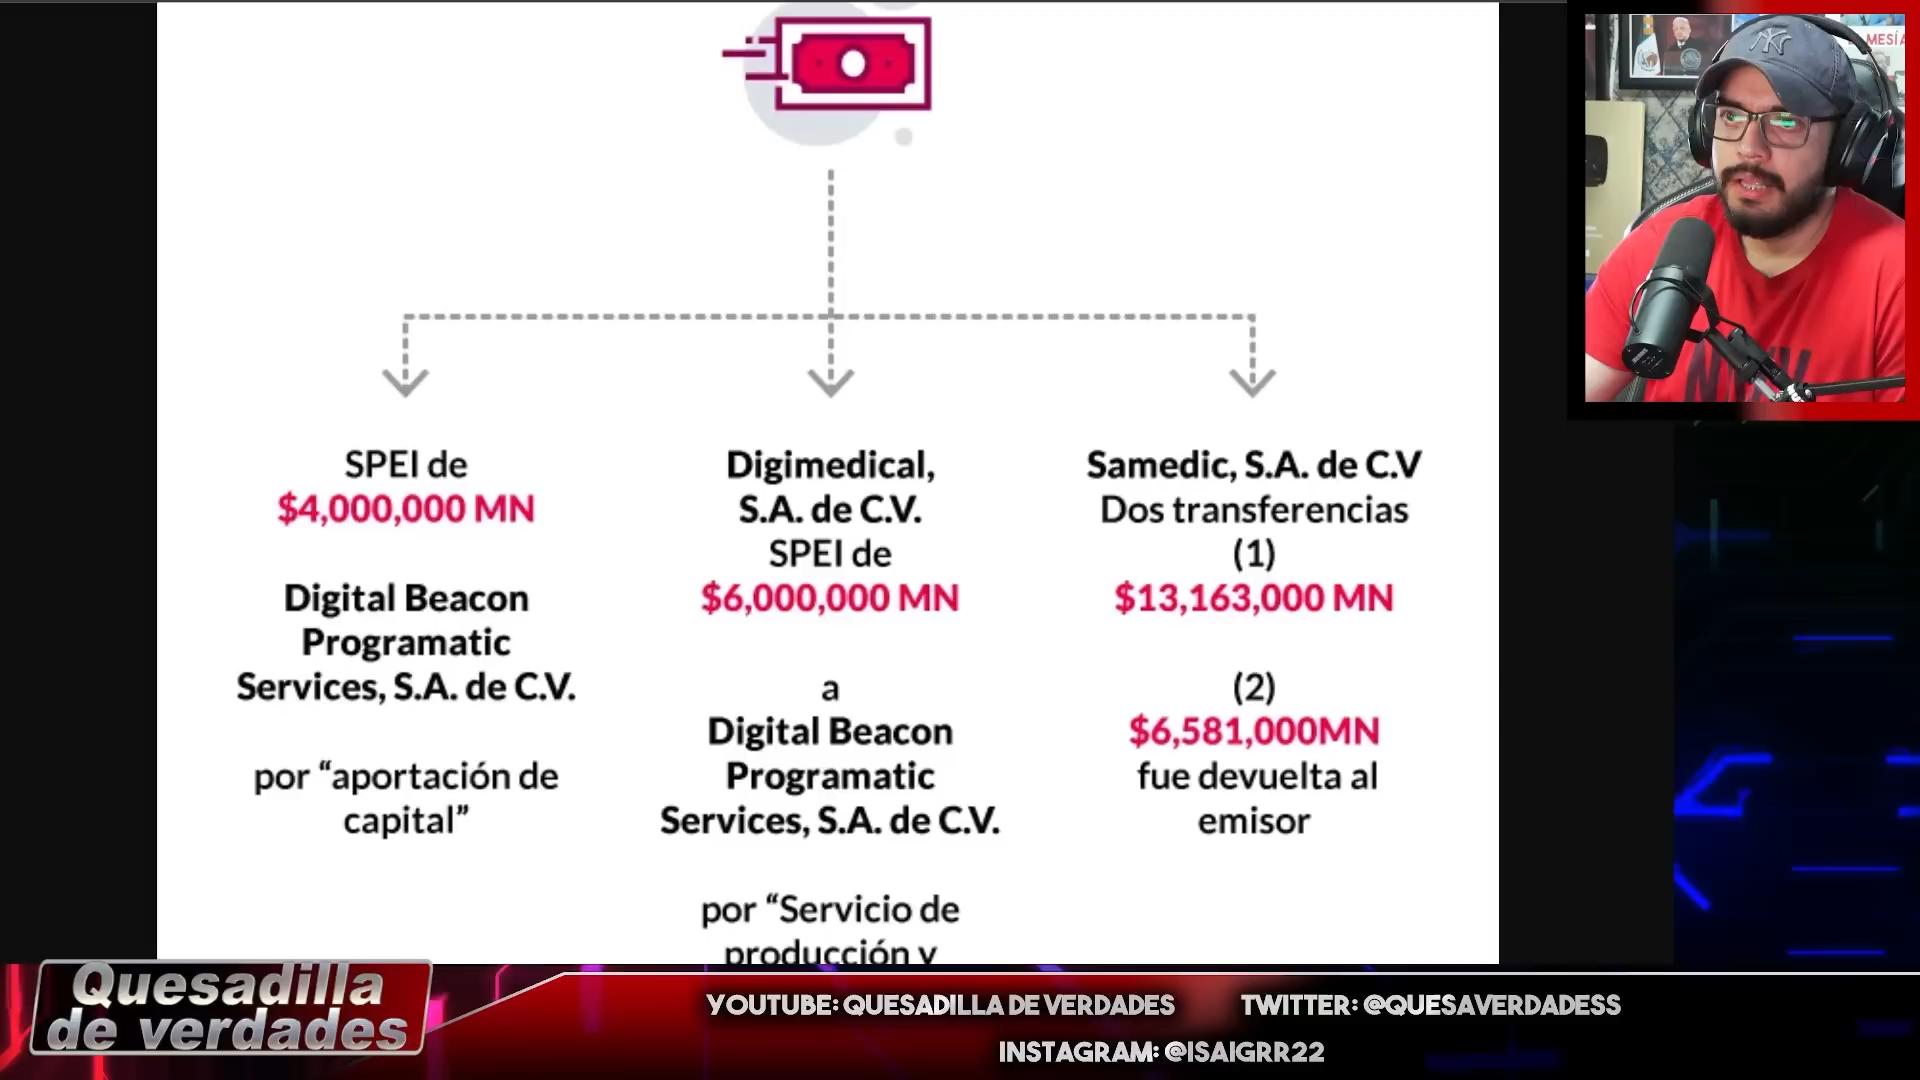 SPEI de
$4,000,000 MN
Digital Beacon
Programatic
Services, S.A. de C.V.
por “aportación de
capital”
Digimedical,
S.A. de C.V.
SPEI de
$6,000,000 MN
a
Digital Beacon
Programatic
Services, S.A. de C.V.
por “Servicio de
producción y
Samedic, S.A. de C.V
Dos transferencias
(1)
$13,163,000 MN
(2)
$6,581,000MN
fue devuelta al
emisor
MESÍA
NY
Quesadilla
de verdades
YOUTUBE: QUESADILLA DE VERDADES
TWITTER: @QUESAVERDADESS
INSTAGRAM: @ISAIGRR22